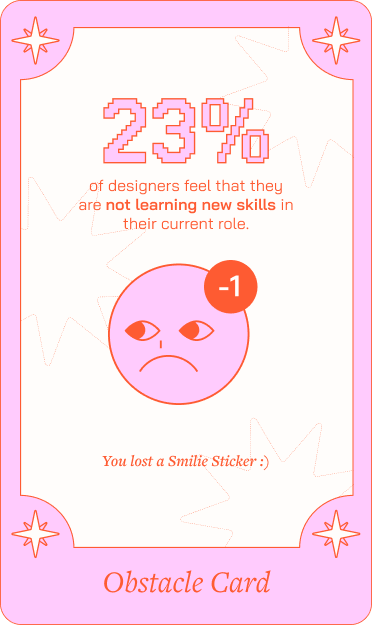 23%
of designers feel that they
are not learning new skills in
their current role.
-1
You lost a Smilie Sticker :)
Obstacle Card